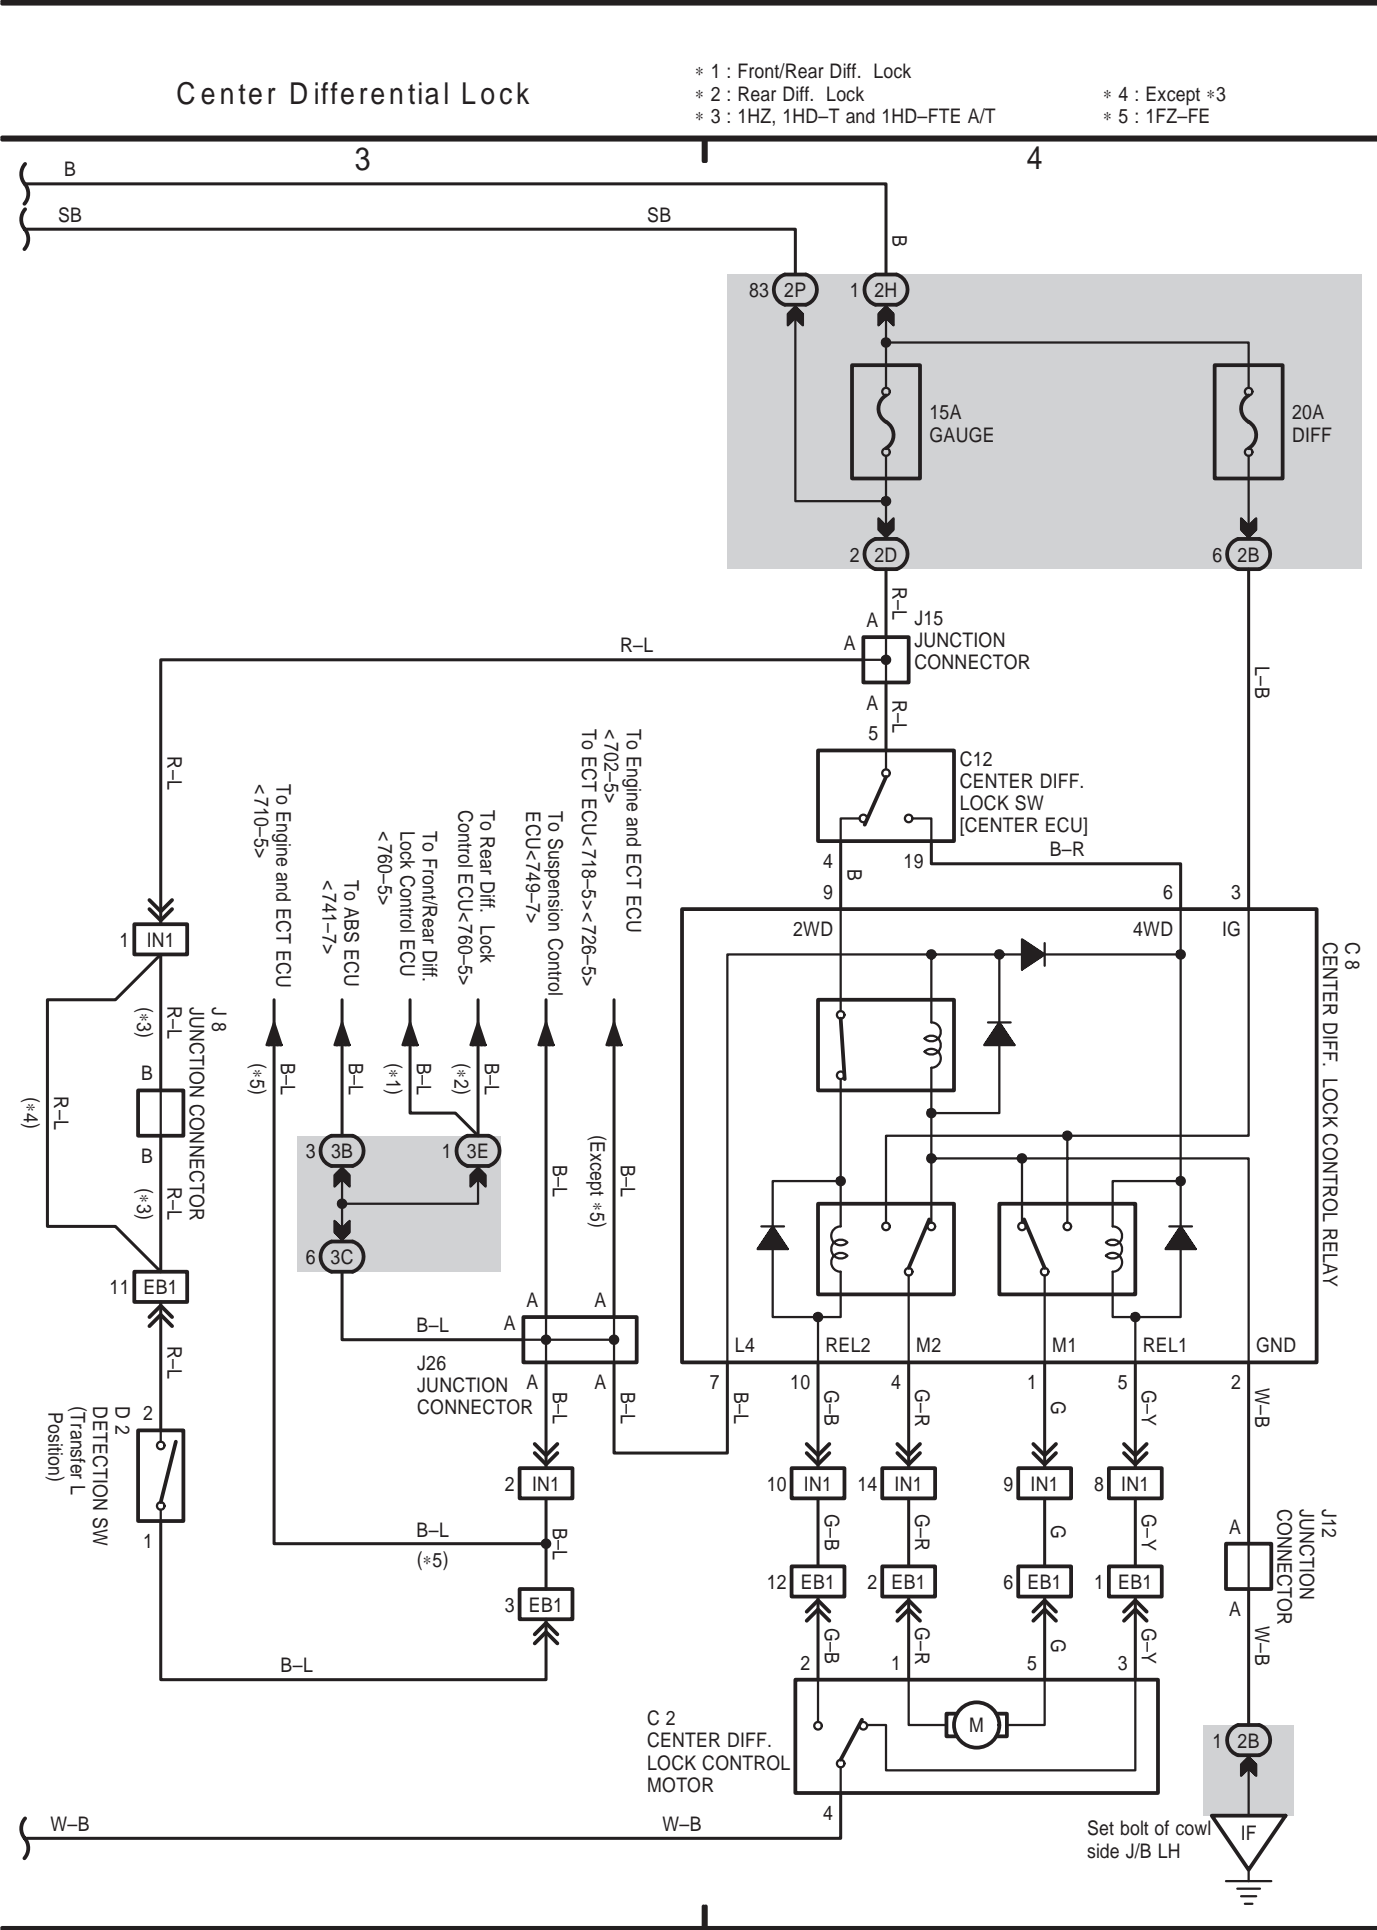 Center Differential Lock
∗ 1 : Front/Rear Diff. Lock
∗ 2 : Rear Diff. Lock
∗ 3 : 1HZ, 1HD–T and 1HD–FTE A/T
∗ 4 : Except ∗3
∗ 5 : 1FZ–FE
3
4
B
SB
SB
B
83 2P
1 2H
15A
GAUGE
20A
DIFF
2 2D
6 2B
R–L
A
J15
JUNCTION
CONNECTOR
A
R–L
A
R–L
5
L–B
R–L
C12
CENTER DIFF.
LOCK SW
[CENTER ECU]
4
B
19
B–R
9
6
3
To Engine and ECT ECU
<710–5>
To ABS ECU
<741–7>
To Front/Rear Diff.
Lock Control ECU
<760–5>
To Rear Diff. Lock
Control ECU<760–5>
To Suspension Control
ECU<749–7>
To Engine and ECT ECU
<702–5>
To ECT ECU<718–5><726–5>
2WD
4WD
IG
C 8
CENTER DIFF. LOCK CONTROL RELAY
1 IN1
R–L
(∗3)
J 8
JUNCTION CONNECTOR
B
B
R–L
(∗4)
R–L
(∗3)
B–L
(∗5)
B–L
B–L
(∗1)
B–L
(∗2)
B–L
B–L
(Except ∗5)
3 3B
1 3E
6 3C
11 EB1
R–L
B–L
A
A
A
J26
JUNCTION
CONNECTOR
A
A
B–L
B–L
L4
REL2
M2
M1
REL1
GND
7
10
4
1
5
2
B–L
G–B
G–R
G
G–Y
W–B
D 2
DETECTION SW
(Transfer L
Position)
2
1
2 IN1
10 IN1
14 IN1
9 IN1
8 IN1
B–L
(∗5)
B–L
G–B
G–R
G
G–Y
A
J12
JUNCTION
CONNECTOR
A
3 EB1
12 EB1
2 EB1
6 EB1
1 EB1
B–L
G–B
G–R
G
G–Y
W–B
2
1
5
3
C 2
CENTER DIFF.
LOCK CONTROL
MOTOR
M
4
1 2B
W–B
W–B
Set bolt of cowl
side J/B LH
IF